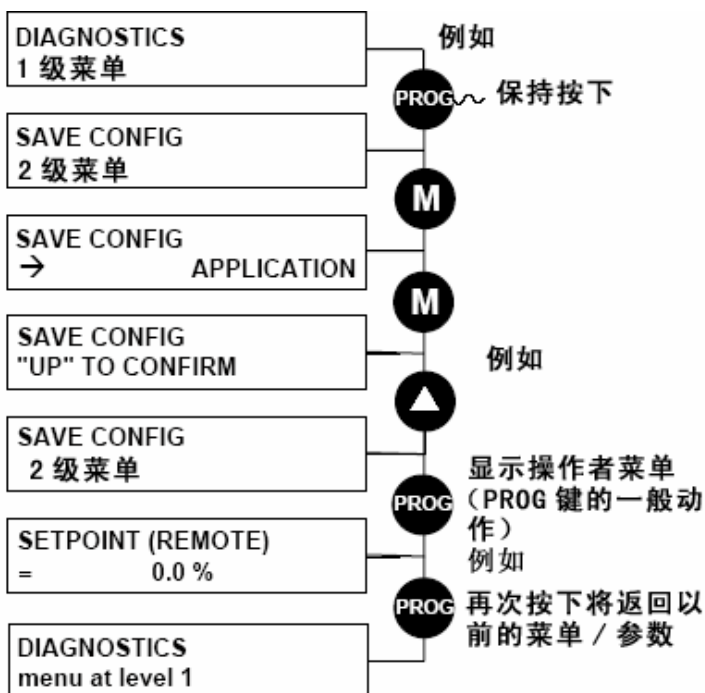 DIAGNOSTICS
1 级菜单
例如
PROG
保持按下
SAVE CONFIG
2 级菜单
M
SAVE CONFIG
→ APPLICATION
M
SAVE CONFIG
"UP" TO CONFIRM
例如
SAVE CONFIG
2 级菜单
显示操作者菜单
PROG
（PROG 键的一般动
作）
例如
SETPOINT (REMOTE)
= 0.0 %
PROG
再次按下将返回以
前的菜单 / 参数
DIAGNOSTICS
menu at level 1